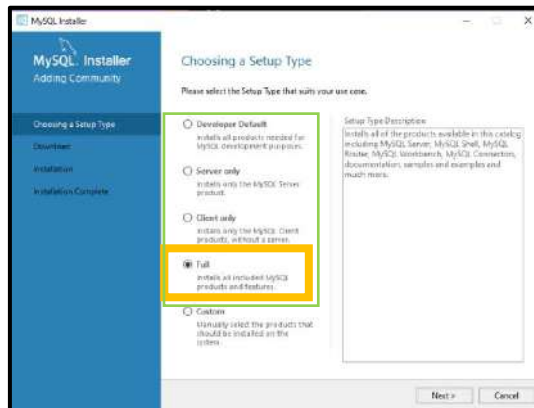 MySQL Installer
MySQL. Installer
Adding Community
Choosing a Setup Type
Download
Installation
Installation Complete
Choosing a Setup Type
Please select the Setup Type that suits your use case.
Developer Default
Installs all products needed for
MySQL development purposes.
Server only
Installs only the MySQL Server
product.
Client only
Installs only the MySQL Client
products, without a server.
Full
Installs all included MySQL
products and features.
Custom
Manually select the products that
should be installed on the
system.
Setup Type Description
Installs all of the products available in this catalog
including MySQL Server, MySQL Shell, MySQL
Router, MySQL Workbench, MySQL Connectors,
documentation, samples and examples and
much more.
Next >
Cancel